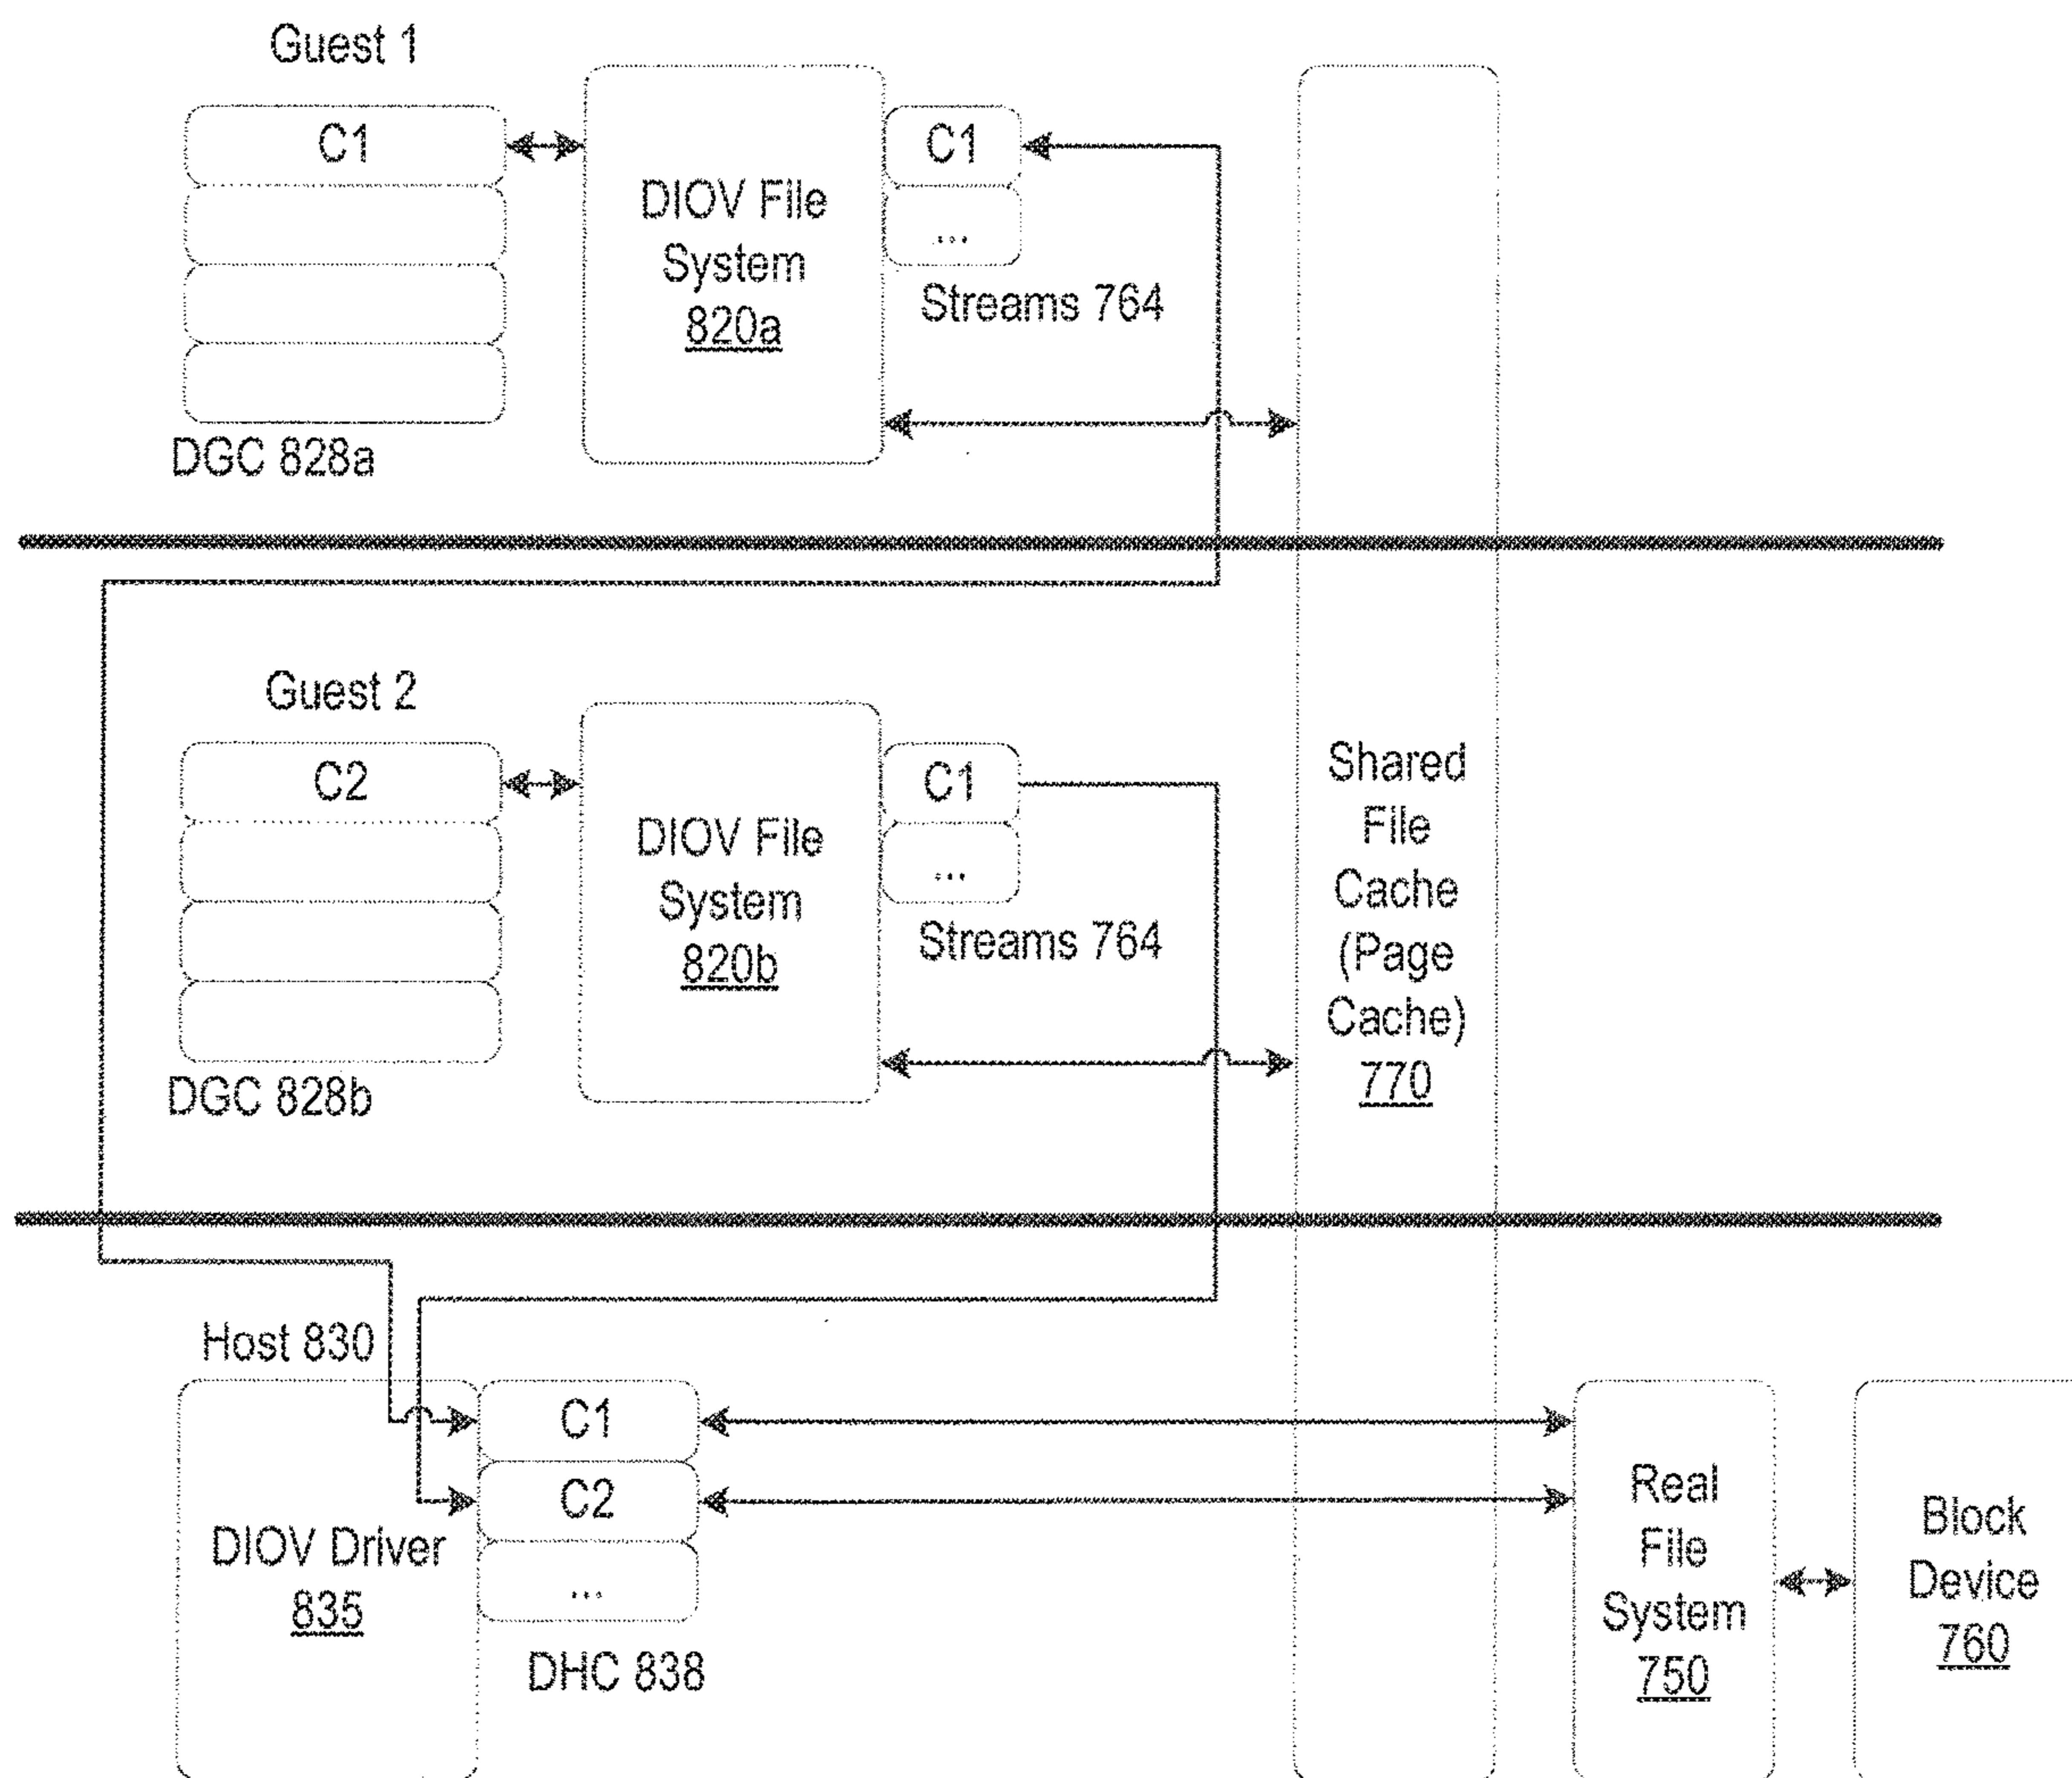 Guest 1
C1
DIOV File
System
820a
C1
...
Streams 764
DGC 828a
Guest 2
C2
DIOV File
System
820b
C1
...
Streams 764
DGC 828b
Shared
File
Cache
(Page
Cache)
770
Host 830
DIOV Driver
835
C1
C2
...
DHC 838
Real
File
System
750
Block
Device
760